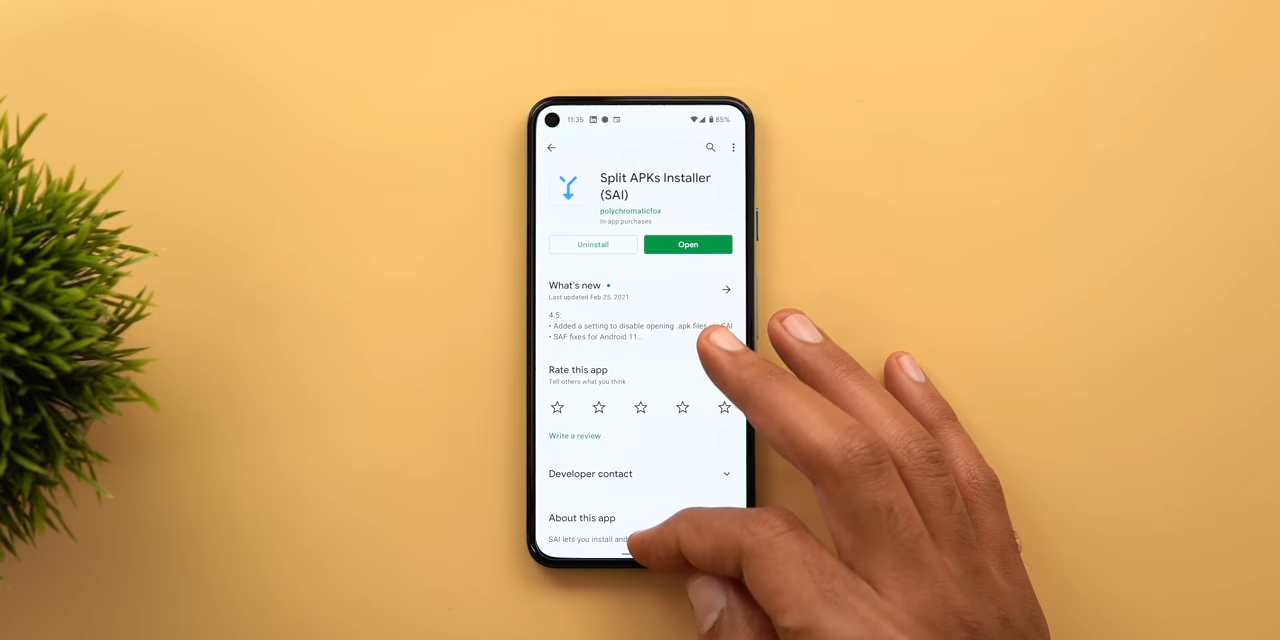 11:35
85%
Split APKs Installer
(SAI)
polychromaticfox
In-app purchases
Uninstall
Open
What's new
Last updated Feb 25, 2021
4.5:
• Added a setting to disable opening .apk files SAI
• SAF fixes for Android 11...
Rate this app
Tell others what you think
Write a review
Developer contact
About this app
SAI lets you install and